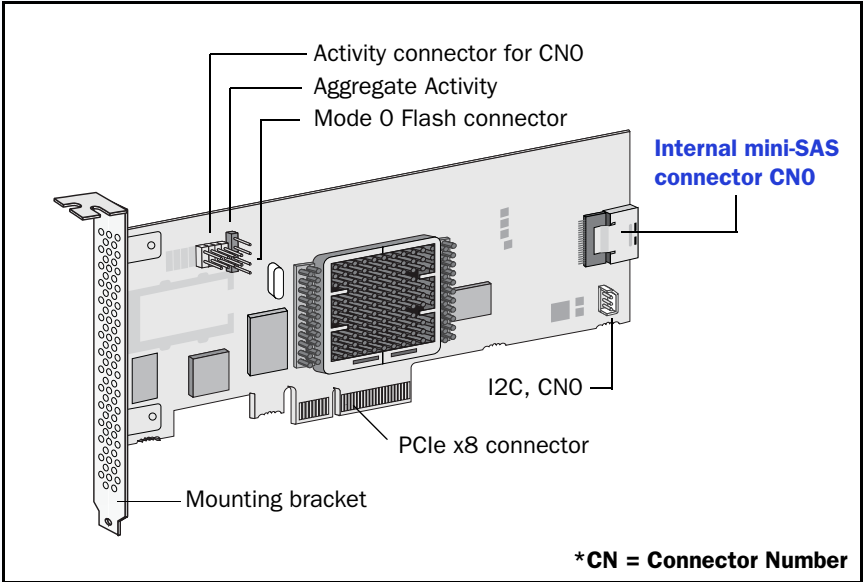 Activity connector for CN0
Aggregate Activity
Mode 0 Flash connector
Internal mini-SAS
connector CN0
I2C, CN0
PCIe x8 connector
Mounting bracket
*CN = Connector Number